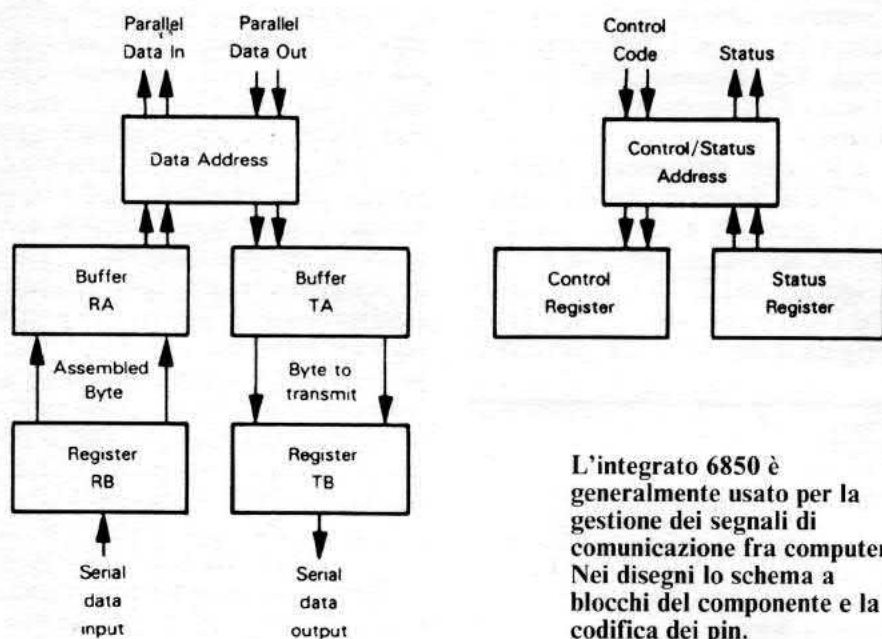 Parallel
Data In
Parallel
Data Out
Data Address
Buffer
RA
Buffer
TA
Assembled
Byte
Byte to
transmit
Register
RB
Register
TB
Serial
data
input
Serial
data
output
Control
Code
Status
Control/Status
Address
Control
Register
Status
Register
L'integrato 6850 è
generalmente usato per la
gestione dei segnali di
comunicazione fra computer
Nei disegni lo schema a
blocchi del componente e la
codifica dei pin.